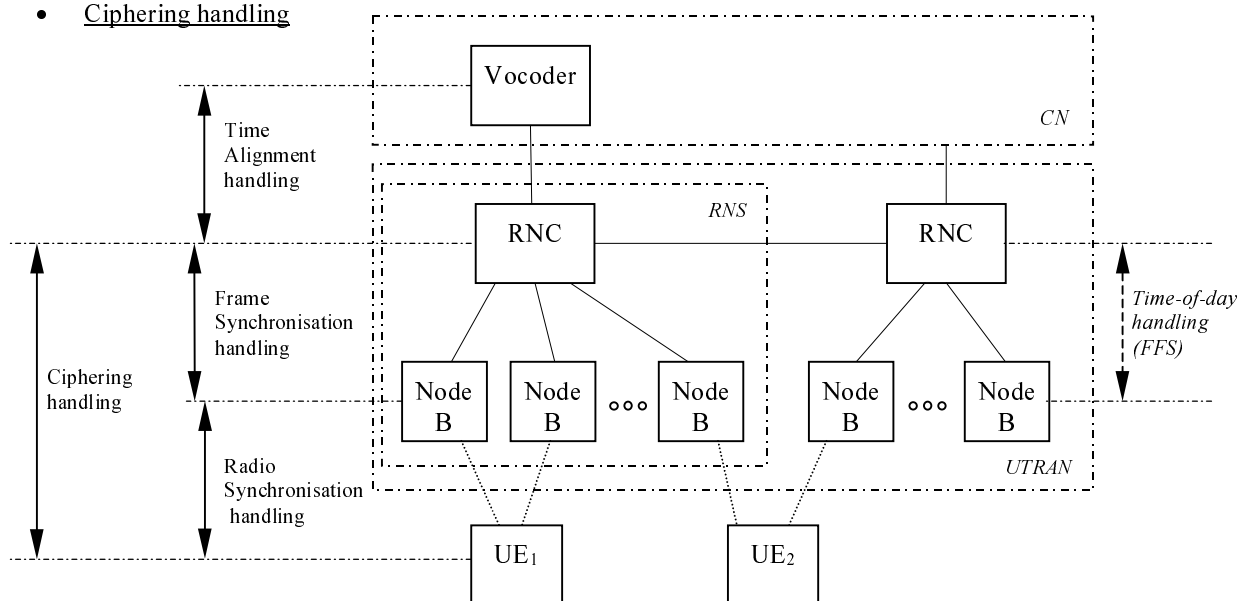 • Ciphering handling
Vocoder
CN
Time
Alignment
handling
RNS
RNC
RNC
Frame
Synchronisation
handling
Time-of-day
handling
(FFS)
Ciphering
handling
Node
B
Node
B
Node
B
Node
B
Node
B
UTRAN
Radio
Synchronisation
handling
UE1
UE2